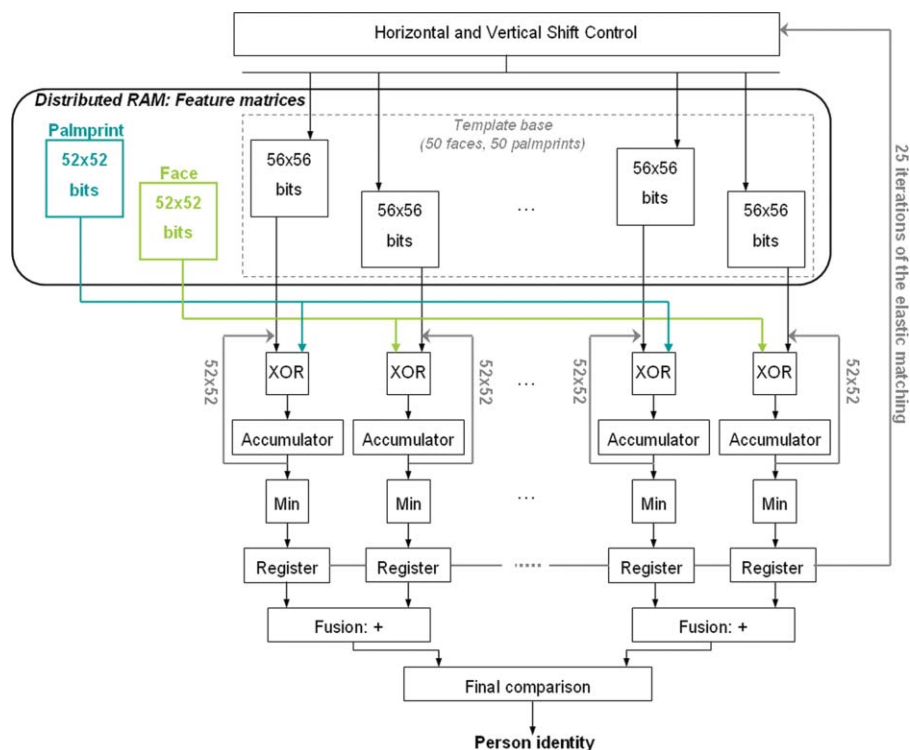 Horizontal and Vertical Shift Control
Distributed RAM: Feature matrices
Palmprint
52x52
bits
Face
52x52
bits
Template base
(50 faces, 50 palmprints)
56x56
bits
56x56
bits
...
56x56
bits
56x56
bits
25 iterations of the elastic matching
52x52
XOR
XOR
52x52
...
52x52
XOR
XOR
52x52
Accumulator
Accumulator
Accumulator
Accumulator
Min
Min
...
Min
Min
Register
Register
......
Register
Register
Fusion: +
Fusion: +
Final comparison
Person identity